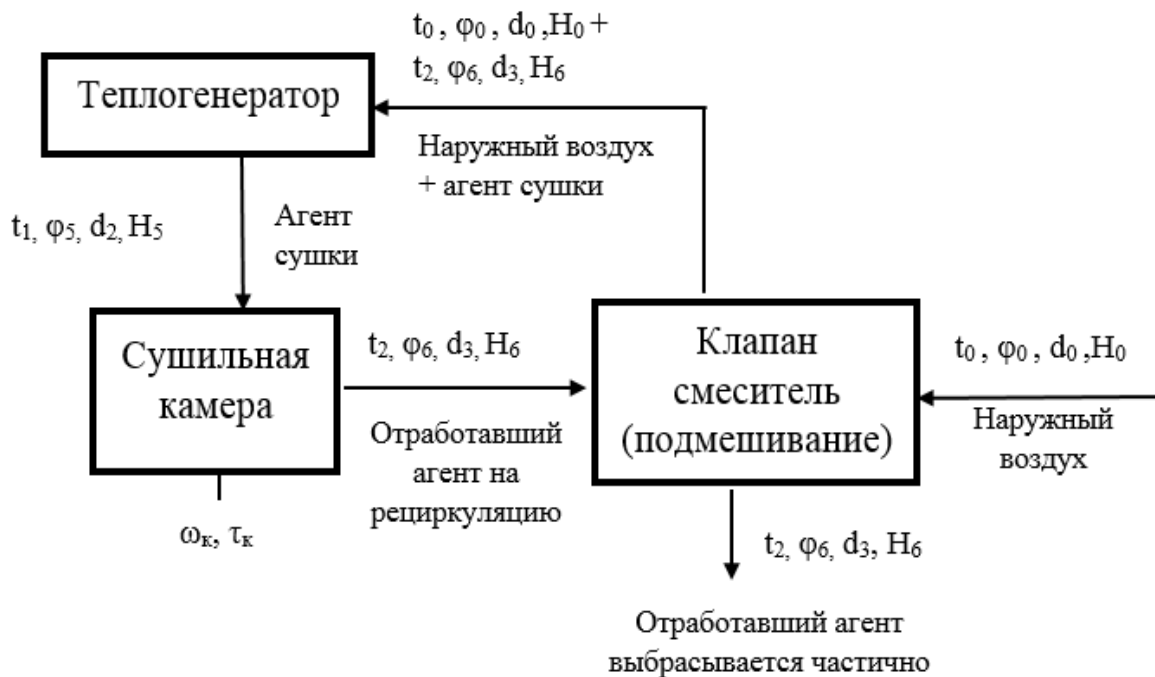 t₀ , φ₀ , d₀ ,H₀ +
t₂, φ₆, d₃, H₆
Теплогенератор
Наружный воздух
+ агент сушки
t₁, φ₅, d₂, H₅
Агент
сушки
Сушильная
камера
t₂, φ₆, d₃, H₆
Отработавший
агент на
рециркуляцию
Клапан
смеситель
(подмешивание)
t₀ , φ₀ , d₀ ,H₀
Наружный
воздух
ωк, τк
t₂, φ₆, d₃, H₆
Отработавший агент
выбрасывается частично